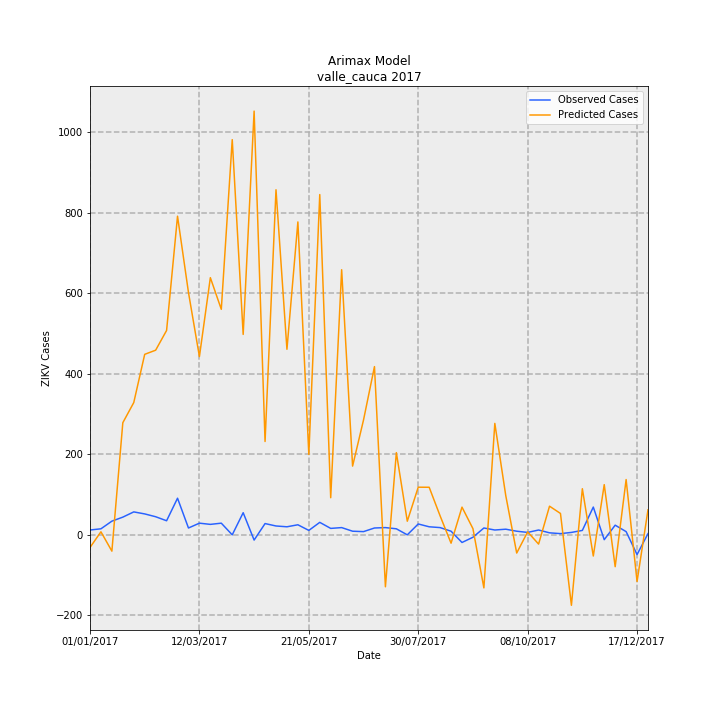 Arimax Model
valle_cauca 2017
Observed Cases
Predicted Cases
1000
800
600
400
200
0
−200
ZIKV Cases
01/01/2017
12/03/2017
21/05/2017
30/07/2017
08/10/2017
17/12/2017
Date